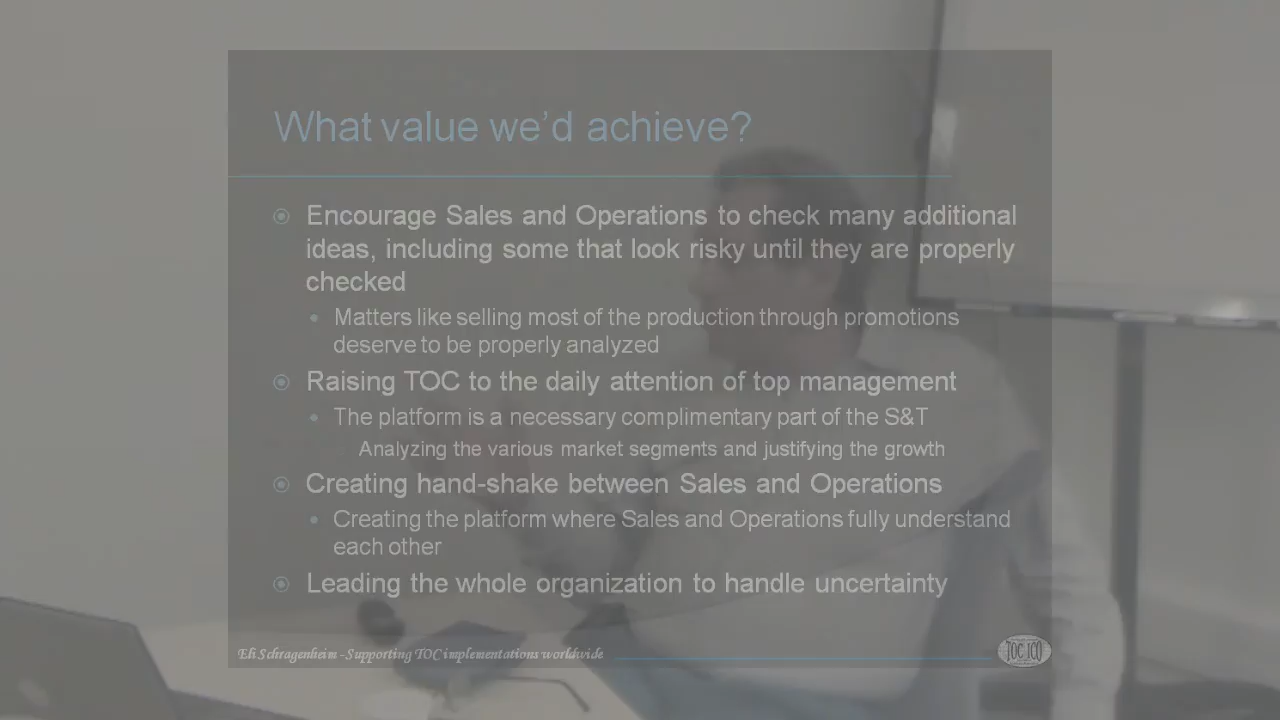 What value we'd achieve?
Encourage Sales and Operations to check many additional
ideas, including some that look risky until they are properly
checked
Matters like selling most of the production through promotions
deserve to be properly analyzed
Raising TOC to the daily attention of top management
The platform is a necessary complimentary part of the S&T
Analyzing the various market segments and justifying the growth
Creating hand-shake between Sales and Operations
Creating the platform where Sales and Operations fully understand
each other
Leading the whole organization to handle uncertainty
Eli Schragenheim -Supporting TOC implementations worldwide
TOC ICO